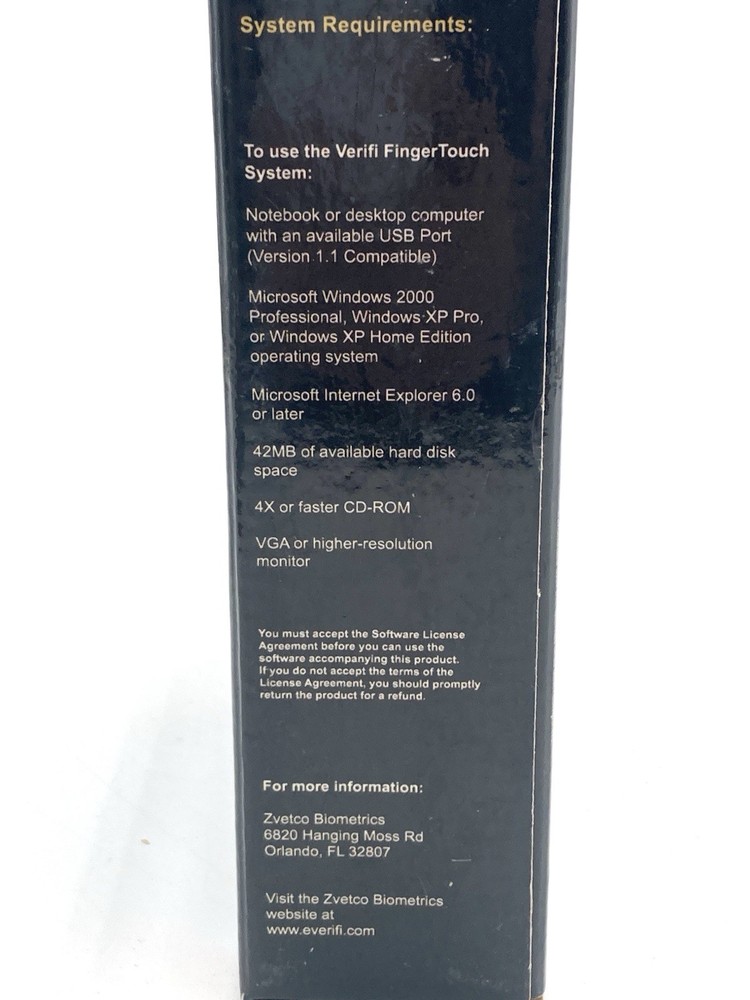 System Requirements:
To use the Verifi FingerTouch
System:
Notebook or desktop computer
with an available USB Port
(Version 1.1 Compatible)
Microsoft Windows 2000
Professional, Windows XP Pro,
or Windows XP Home Edition
operating system
Microsoft Internet Explorer 6.0
or later
42MB of available hard disk
space
4X or faster CD-ROM
VGA or higher-resolution
monitor
You must accept the Software License
Agreement before you can use the
software accompanying this product.
If you do not accept the terms of the
License Agreement, you should promptly
return the product for a refund.
For more information:
Zvetco Biometrics
6820 Hanging Moss Rd
Orlando, FL 32807
Visit the Zvetco Biometrics
website at
www.everifi.com